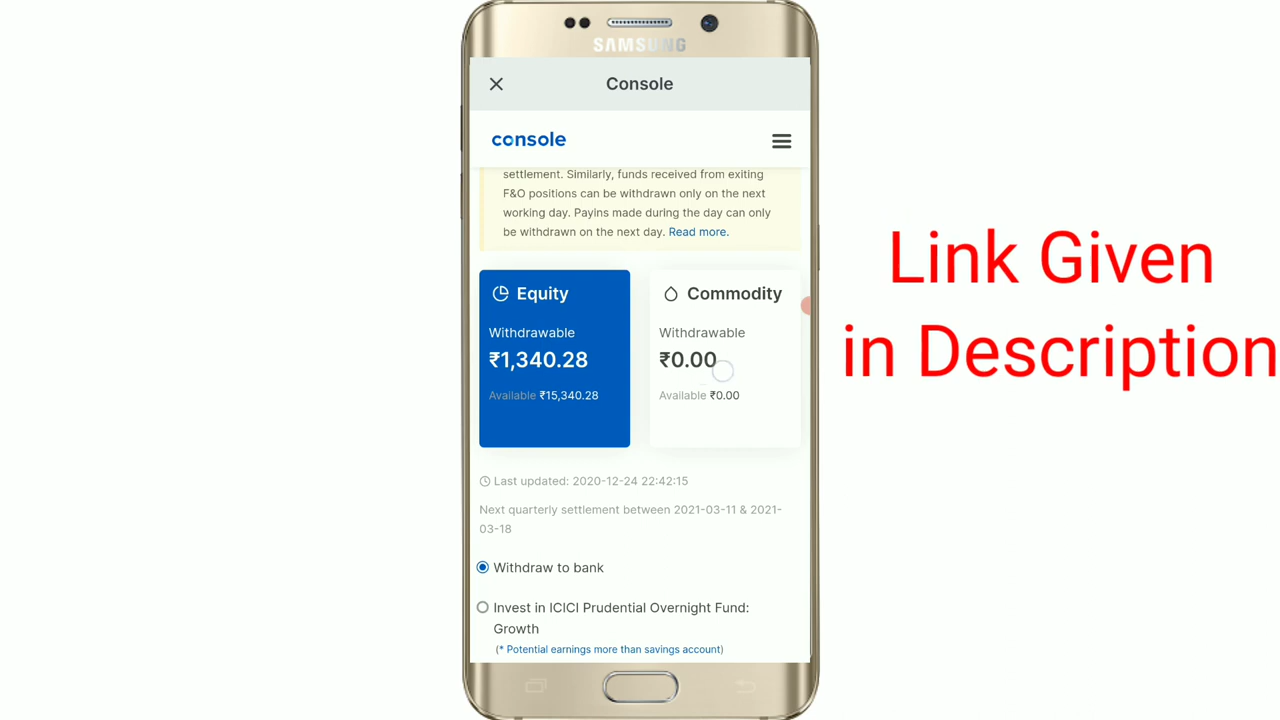 SAMSUNG
Console
console
settlement. Similarly, funds received from exiting
F&O positions can be withdrawn only on the next
working day. Payins made during the day can only
be withdrawn on the next day. Read more.
Equity
Withdrawable
₹1,340.28
Available ₹15,340.28
Commodity
Withdrawable
₹0.00
Available ₹0.00
Last updated: 2020-12-24 22:42:15
Next quarterly settlement between 2021-03-11 & 2021-
03-18
Withdraw to bank
Invest in ICICI Prudential Overnight Fund:
Growth
(* Potential earnings more than savings account)
Link Given
in Description